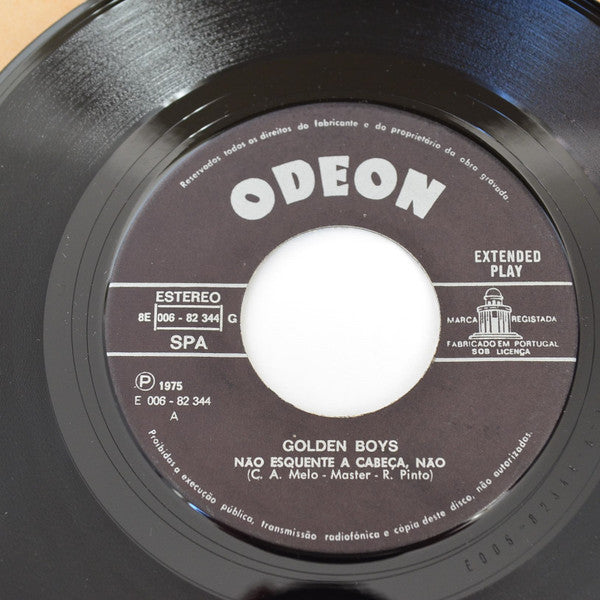 Reservados todos os direitos do fabricante e do proprietário da obra gravada.
ODEON
EXTENDED
PLAY
ESTEREO
8E 006 - 82 344 G
SPA
MARCA REGISTADA
FABRICADO EM PORTUGAL
SOB LICENÇA
P 1975
E 006 - 82 344
A
GOLDEN BOYS
NÃO ESQUENTE A CABEÇA, NÃO
(C. A. Melo - Master - R. Pinto)
Proibidas a execução pública, transmissão radiofónica e cópia deste disco, não autorizadas.